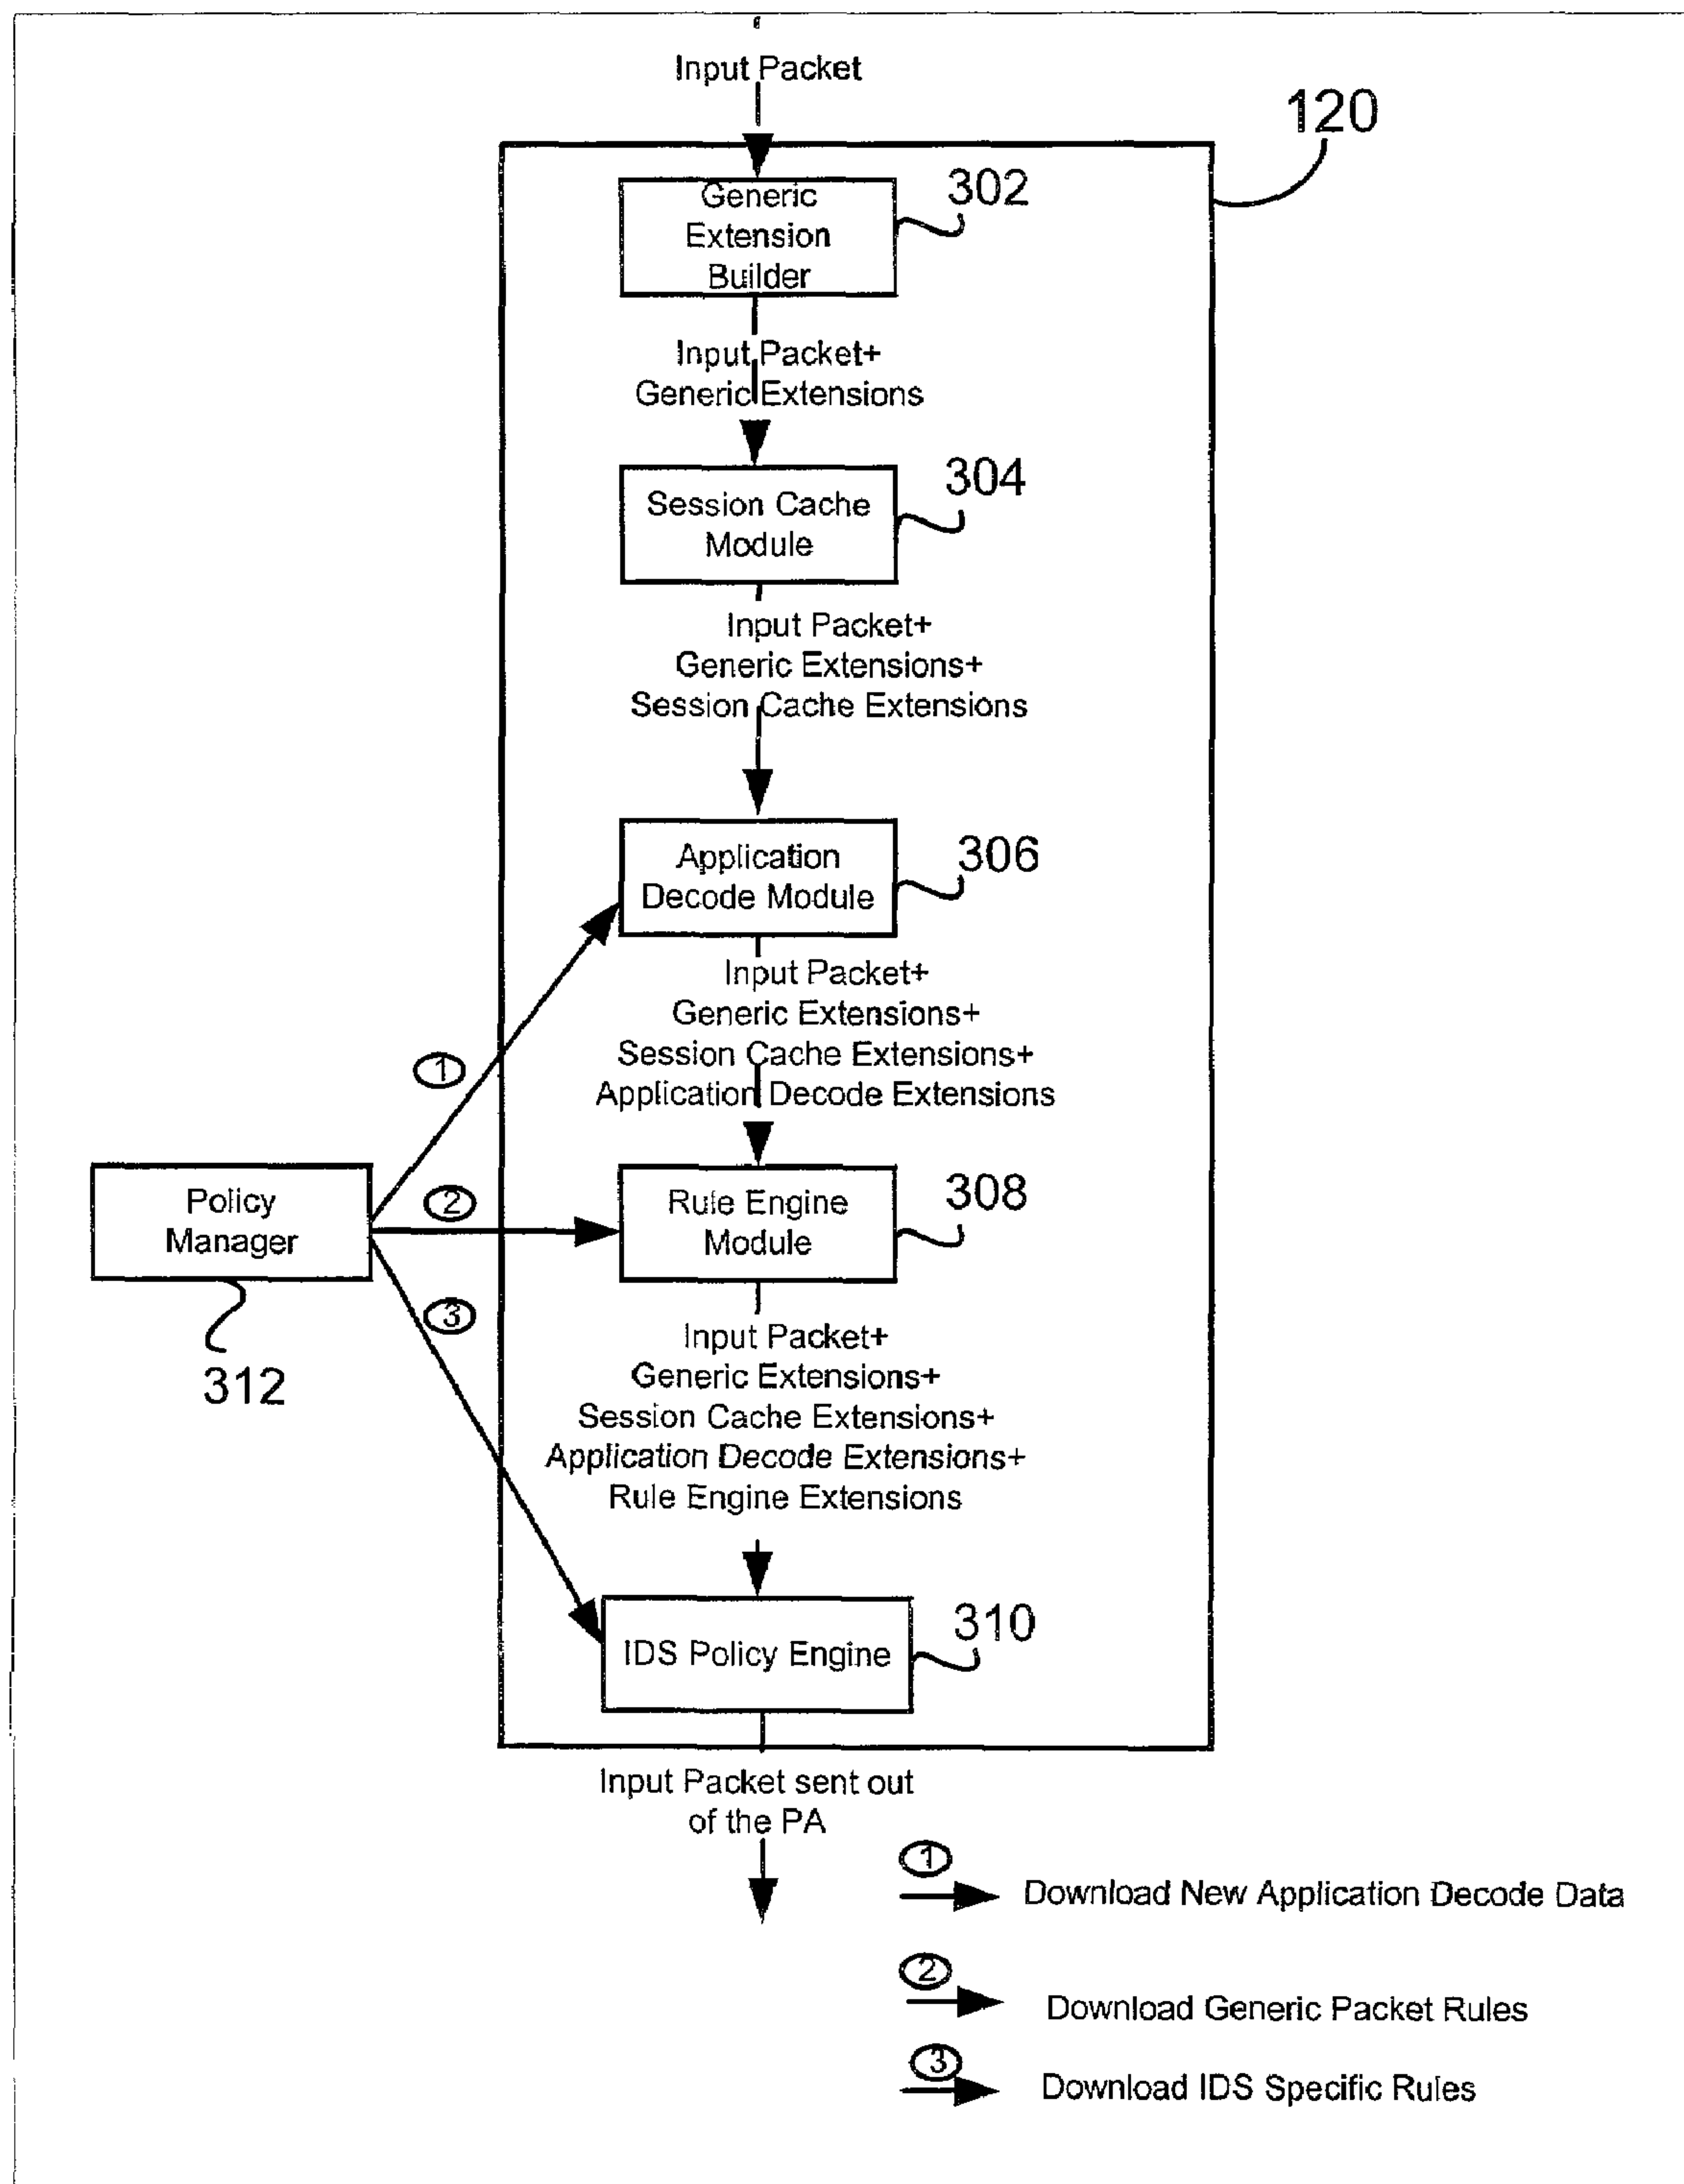 Input Packet
120
Generic
Extension
Builder
302
Input Packet+
Generic Extensions
Session Cache
Module
304
Input Packet+
Generic Extensions+
Session Cache Extensions
Application
Decode Module
306
Input Packet+
Generic Extensions+
Session Cache Extensions+
Application Decode Extensions
1
Policy
Manager
312
2
Rule Engine
Module
308
3
Input Packet+
Generic Extensions+
Session Cache Extensions+
Application Decode Extensions+
Rule Engine Extensions
IDS Policy Engine
310
Input Packet sent out
of the PA
1
Download New Application Decode Data
2
Download Generic Packet Rules
3
Download IDS Specific Rules